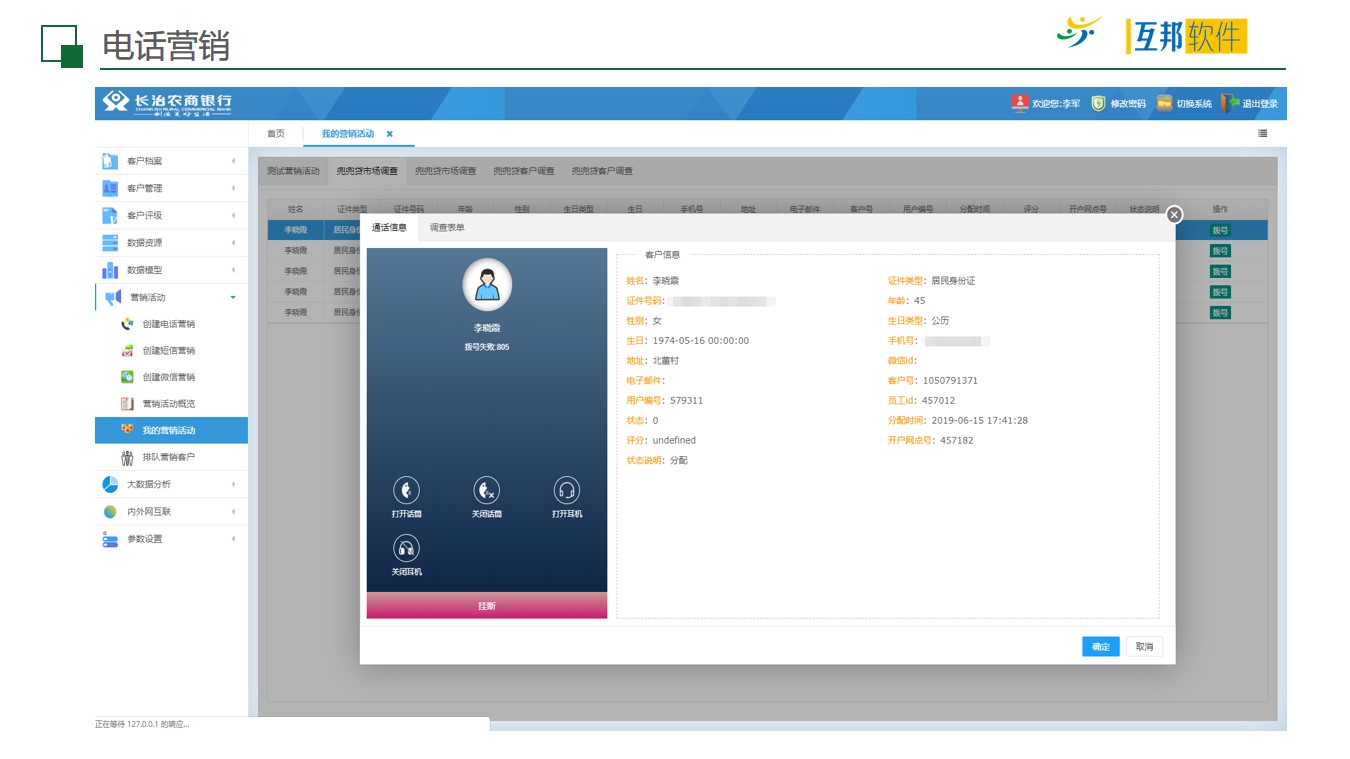 电话营销
互邦软件
长治农商银行
欢迎您:李军 修改密码 切换系统 退出登录
首页 我的营销活动
客户档案
客户管理
客户评级
数据资源
数据模型
营销活动
创建电话营销
创建短信营销
创建微信营销
营销活动概览
我的营销活动
排队营销客户
大数据分析
内外网互联
参数设置
测试营销活动 兜兜贷市场调查 兜兜贷市场调查 兜兜贷客户调查 兜兜贷客户调查
姓名 证件类型 证件号码 年龄 性别 生日类型 生日 手机号 地址 电子邮件 客户号 用户编号 分配时间 评分 开户网点号 状态说明 操作
李晓霞 居民身 拨号
李晓霞 居民身 拨号
李晓霞 居民身 拨号
李晓霞 居民身 拨号
李晓霞 居民身 拨号
通话信息 调查表单
李晓霞
拨号失败:805
打开话筒 关闭话筒 打开耳机
关闭耳机
挂断
客户信息
姓名: 李晓霞 证件类型: 居民身份证
证件号码: 年龄: 45
性别: 女 生日类型: 公历
生日: 1974-05-16 00:00:00 手机号:
地址: 北董村 微信id:
电子邮件: 客户号: 1050791371
用户编号: 579311 员工id: 457012
状态: 0 分配时间: 2019-06-15 17:41:28
评分: undefined 开户网点号: 457182
状态说明: 分配
确定 取消
正在等待 127.0.0.1 的响应...